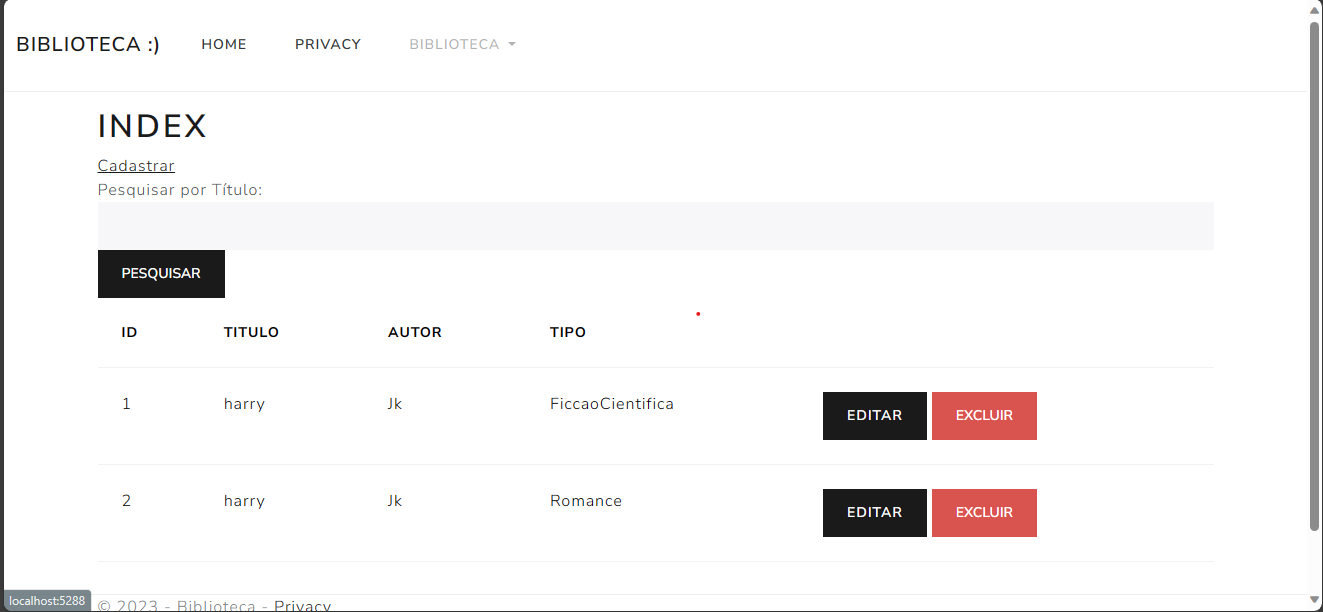 BIBLIOTECA :) HOME PRIVACY BIBLIOTECA
INDEX
Cadastrar
Pesquisar por Título:
PESQUISAR
ID TITULO AUTOR TIPO
1 harry Jk FiccaoCientifica EDITAR EXCLUIR
2 harry Jk Romance EDITAR EXCLUIR
localhost:5288 © 2023 - Biblioteca - Privacy